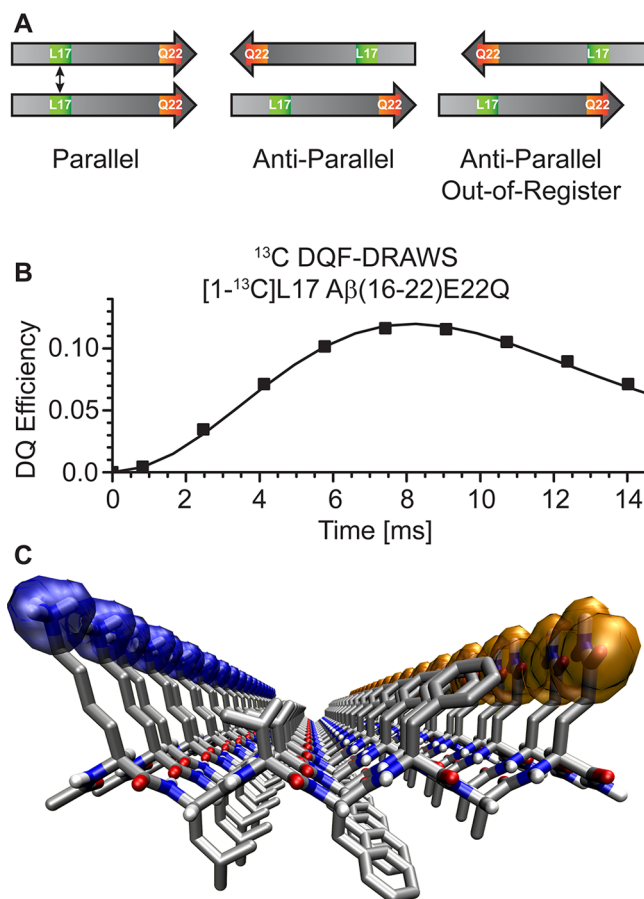 A
L17 Q22 Q22 L17 Q22 L17
L17 Q22 L17 Q22 L17 Q22
Parallel Anti-Parallel Anti-Parallel
Out-of-Register
B
¹³C DQF-DRAWS
[1-¹³C]L17 Aβ(16-22)E22Q
DQ Efficiency
0.10
0.05
0.0
0 2 4 6 8 10 12 14
Time [ms]
C